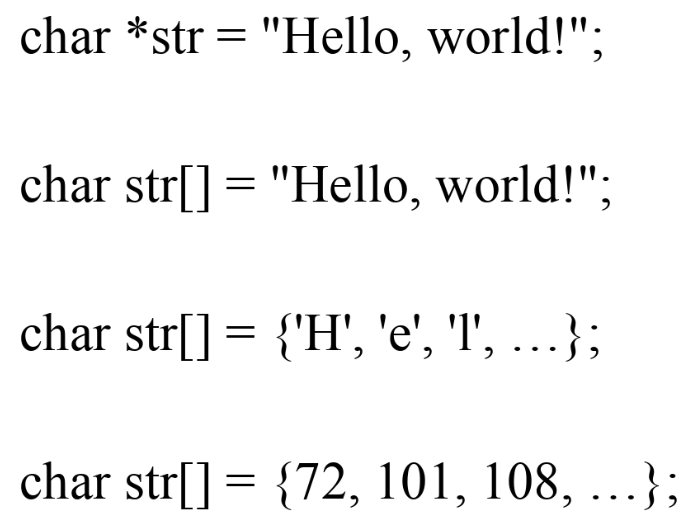 char *str = "Hello, world!";
char str[] = "Hello, world!";
char str[] = {'H', 'e', 'l', …};
char str[] = {72, 101, 108, …};